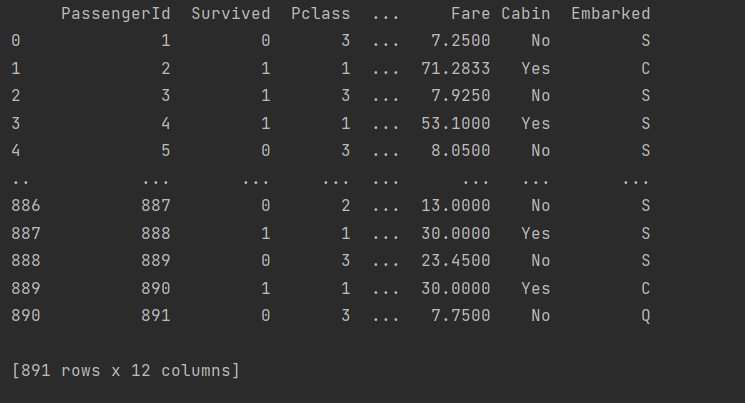 PassengerId Survived Pclass ... Fare Cabin Embarked
0 1 0 3 ... 7.2500 No S
1 2 1 1 ... 71.2833 Yes C
2 3 1 3 ... 7.9250 No S
3 4 1 1 ... 53.1000 Yes S
4 5 0 3 ... 8.0500 No S
.. ... ... ... ... ... ... ...
886 887 0 2 ... 13.0000 No S
887 888 1 1 ... 30.0000 Yes S
888 889 0 3 ... 23.4500 No S
889 890 1 1 ... 30.0000 Yes C
890 891 0 3 ... 7.7500 No Q
[891 rows x 12 columns]